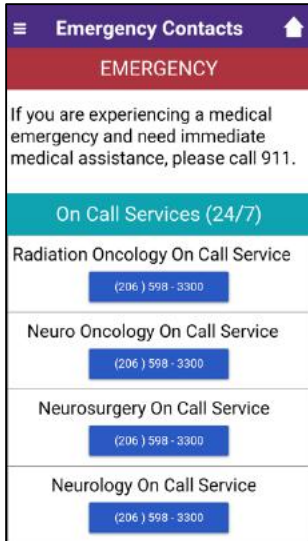 Emergency Contacts
EMERGENCY
If you are experiencing a medical
emergency and need immediate
medical assistance, please call 911.
On Call Services (24/7)
Radiation Oncology On Call Service
(206 ) 598 - 3300
Neuro Oncology On Call Service
(206 ) 598 - 3300
Neurosurgery On Call Service
(206 ) 598 - 3300
Neurology On Call Service
(206 ) 598 - 3300